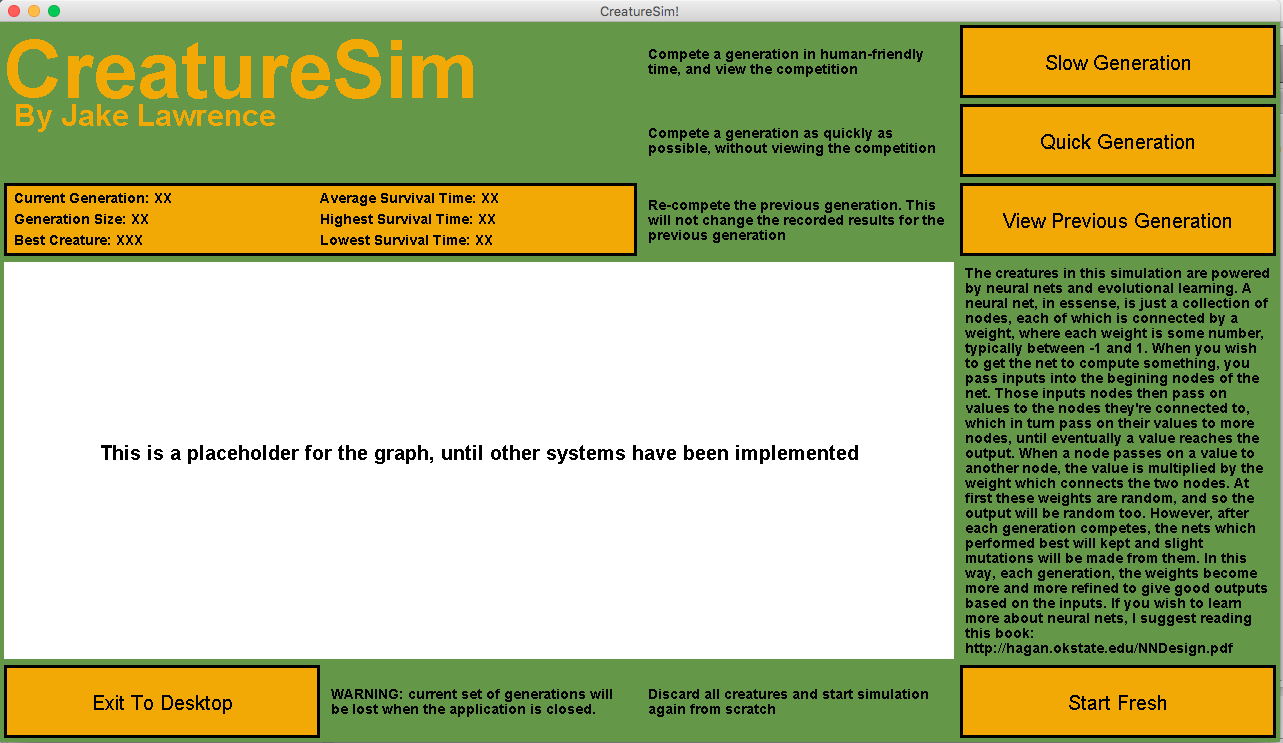 CreatureSim!
CreatureSim
By Jake Lawrence
Compete a generation in human-friendly
time, and view the competition
Slow Generation
Compete a generation as quickly as
possible, without viewing the competition
Quick Generation
Current Generation: XX
Generation Size: XX
Best Creature: XXX
Average Survival Time: XX
Highest Survival Time: XX
Lowest Survival Time: XX
Re-compete the previous generation. This
will not change the recorded results for the
previous generation
View Previous Generation
This is a placeholder for the graph, until other systems have been implemented
The creatures in this simulation are powered
by neural nets and evolutional learning. A
neural net, in essense, is just a collection of
nodes, each of which is connected by a
weight, where each weight is some number,
typically between -1 and 1. When you wish
to get the net to compute something, you
pass inputs into the begining nodes of the
net. Those inputs nodes then pass on
values to the nodes they're connected to,
which in turn pass on their values to more
nodes, until eventually a value reaches the
output. When a node passes on a value to
another node, the value is multiplied by the
weight which connects the two nodes. At
first these weights are random, and so the
output will be random too. However, after
each generation competes, the nets which
performed best will kept and slight
mutations will be made from them. In this
way, each generation, the weights become
more and more refined to give good outputs
based on the inputs. If you wish to learn
more about neural nets, I suggest reading
this book:
http://hagan.okstate.edu/NNDesign.pdf
Exit To Desktop
WARNING: current set of generations will
be lost when the application is closed.
Discard all creatures and start simulation
again from scratch
Start Fresh